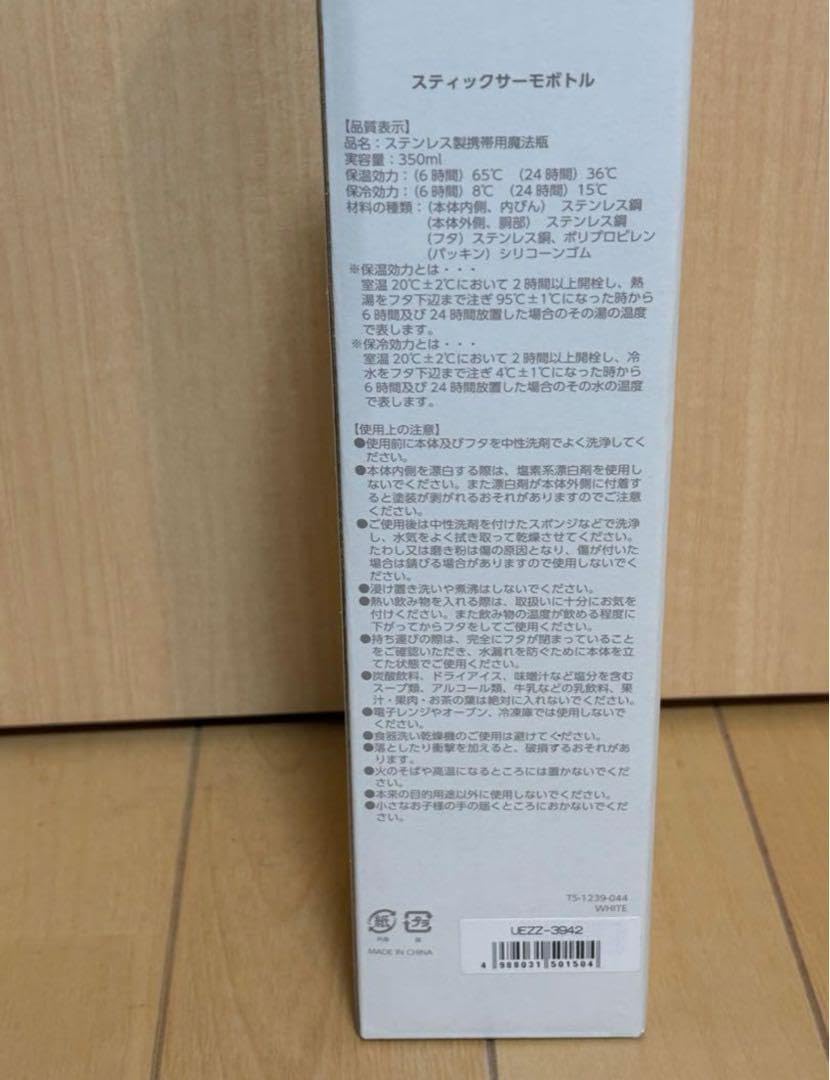 スティックサーモボトル
【品質表示】
品名：ステンレス製携帯用魔法瓶
実容量：350ml
保温効力：（6時間）65℃　（24時間）36℃
保冷効力：（6時間）8℃　（24時間）15℃
材料の種類：（本体内側、内びん）　ステンレス鋼
（本体外側、胴部）　ステンレス鋼
（フタ）ステンレス鋼、ポリプロピレン
（パッキン）シリコーンゴム
※保温効力とは・・・
室温20℃±2℃において2時間以上開栓し、熱
湯をフタ下辺まで注ぎ95℃±1℃になった時から
6時間及び24時間放置した場合のその湯の温度
で表します。
※保冷効力とは・・・
室温20℃±2℃において2時間以上開栓し、冷
水をフタ下辺まで注ぎ4℃±1℃になった時から
6時間及び24時間放置した場合のその水の温度
で表します。
【使用上の注意】
●使用前に本体及びフタを中性洗剤でよく洗浄してく
ださい。
●本体内側を漂白する際は、塩素系漂白剤を使用し
ないでください。また漂白剤が本体外側に付着す
ると塗装が剥がれるおそれがありますのでご注意
ください。
●ご使用後は中性洗剤を付けたスポンジなどで洗浄
し、水気をよく拭き取って乾燥させてください。
たわし又は磨き粉は傷の原因となり、傷が付いた
場合は錆びる場合がありますので使用しないでく
ださい。
●浸け置き洗いや煮沸はしないでください。
●熱い飲み物を入れる際は、取扱いに十分にお気を
付けください。また飲み物の温度が飲める程度に
下がってからフタをしてご使用ください。
●持ち運びの際は、完全にフタが閉まっていること
をご確認いただき、水漏れを防ぐために本体を立
てた状態でご使用ください。
●炭酸飲料、ドライアイス、味噌汁など塩分を含む
スープ類、アルコール類、牛乳などの乳飲料、果
汁・果肉・お茶の葉は絶対に入れないでください。
●電子レンジやオーブン、冷凍庫では使用しないで
ください。
●食器洗い乾燥機のご使用は避けてください。
●落としたり衝撃を加えると、破損するおそれがあ
ります。
●火のそばや高温になるところには置かないでくだ
さい。
●本来の目的用途以外に使用しないでください。
●小さなお子様の手の届くところにおかないでくだ
さい。
TS-1239-044
WHITE
紙 プラ
外箱 袋
MADE IN CHINA
UEZZ-3942
4 988031 501504